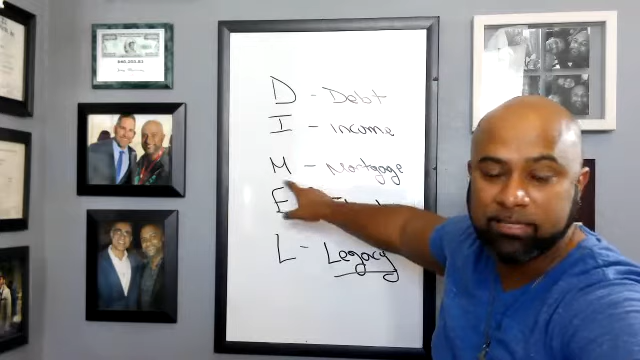 D - Debt
I - Income
M - Mortgage
E
L - Legacy